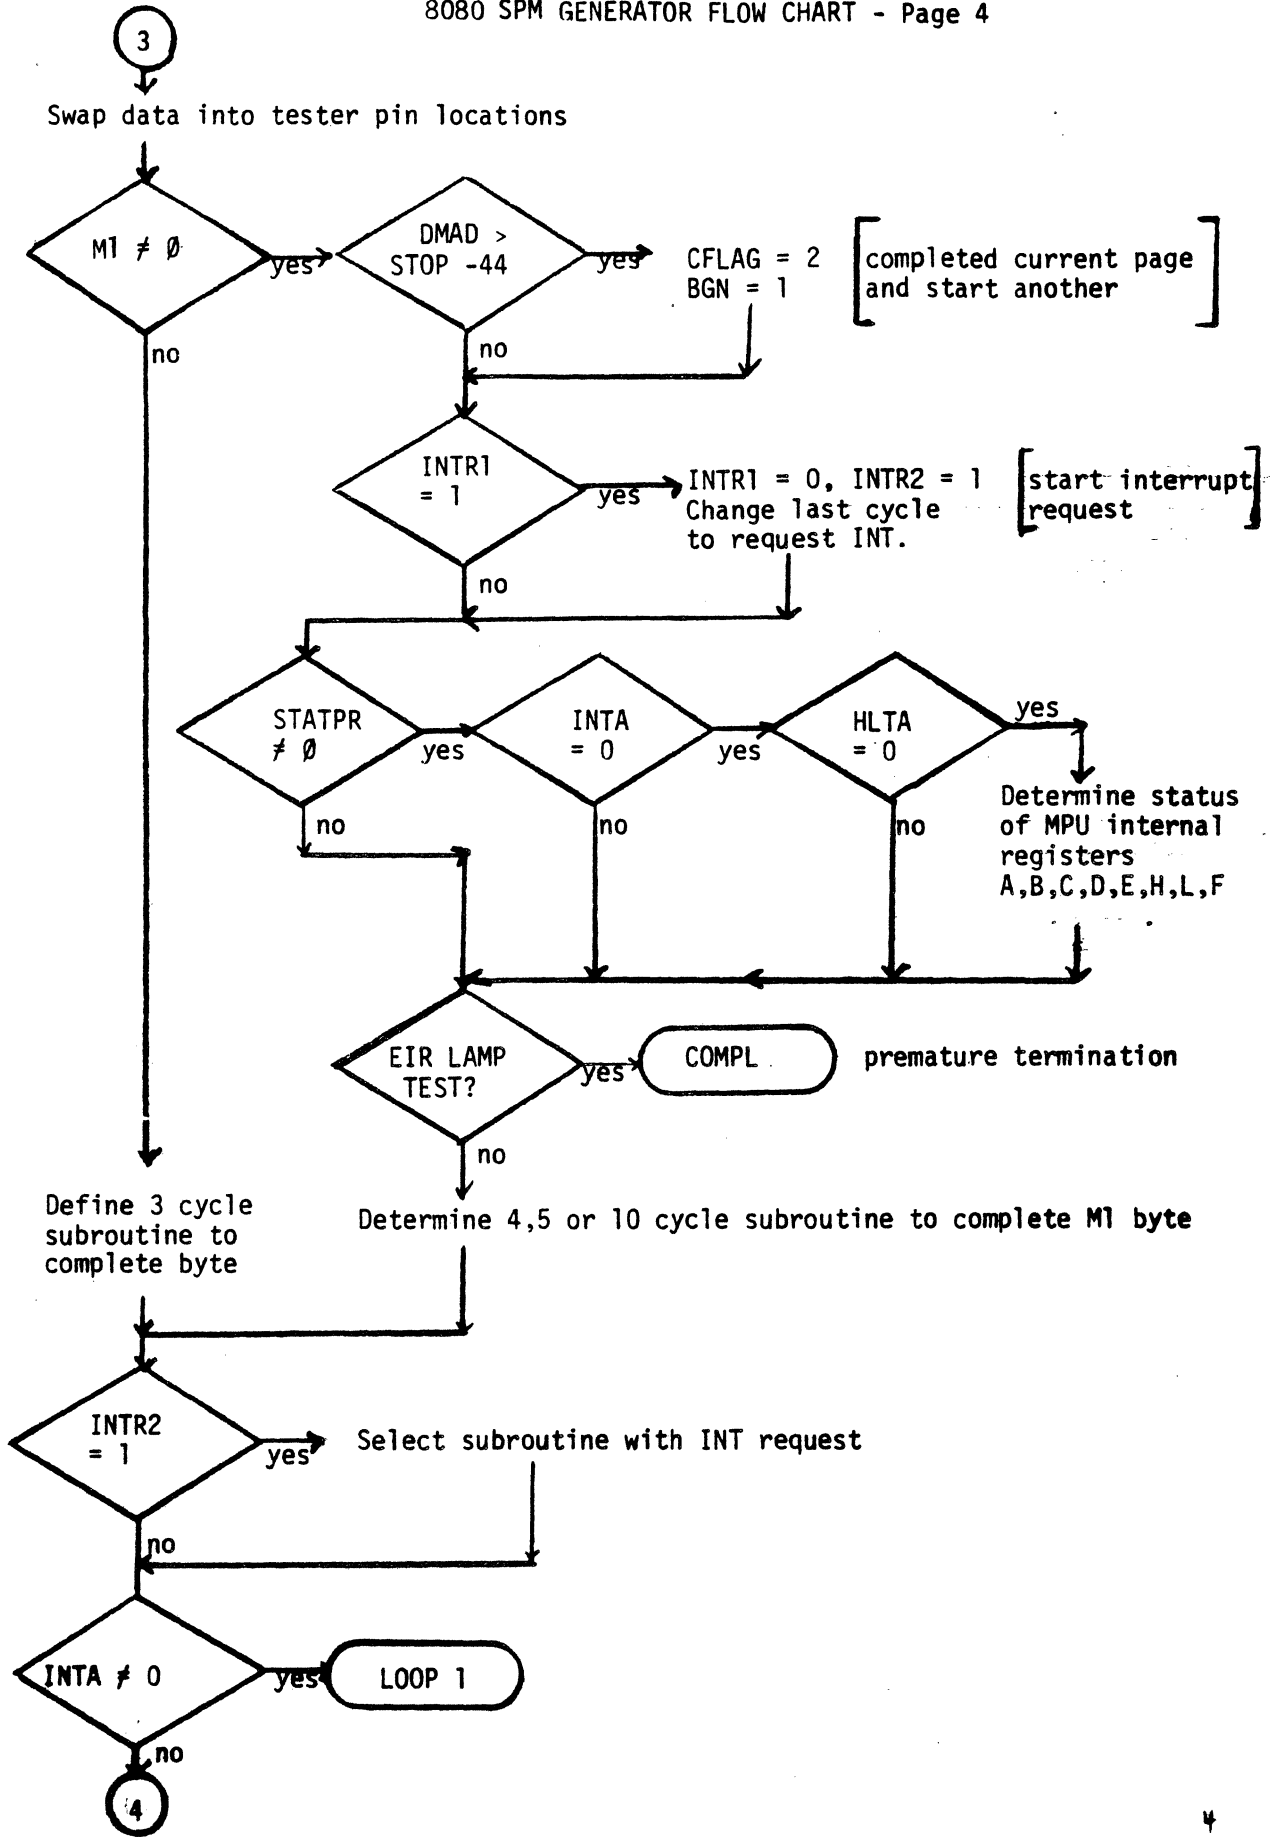 8080 SPM GENERATOR FLOW CHART - Page 4
3
Swap data into tester pin locations
M1 ≠ Ø
yes
no
DMAD >
STOP -44
yes
no
CFLAG = 2
BGN = 1
[completed current page
and start another]
INTR1
= 1
yes
no
INTR1 = 0, INTR2 = 1
Change last cycle
to request INT.
[start interrupt
request]
STATPR
≠ Ø
yes
no
INTA
= 0
yes
no
HLTA
= 0
yes
no
Determine status
of MPU internal
registers
A,B,C,D,E,H,L,F
EIR LAMP
TEST?
yes
no
COMPL
premature termination
Define 3 cycle
subroutine to
complete byte
Determine 4,5 or 10 cycle subroutine to complete M1 byte
INTR2
= 1
yes
no
Select subroutine with INT request
INTA ≠ 0
yes
no
LOOP 1
4
4